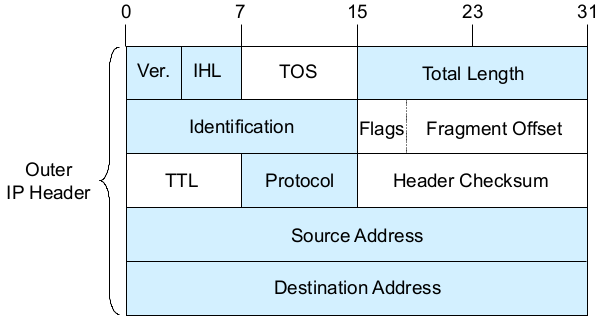 0 7 15 23 31
Ver. IHL TOS Total Length
Identification Flags Fragment Offset
Outer
IP Header
TTL Protocol Header Checksum
Source Address
Destination Address